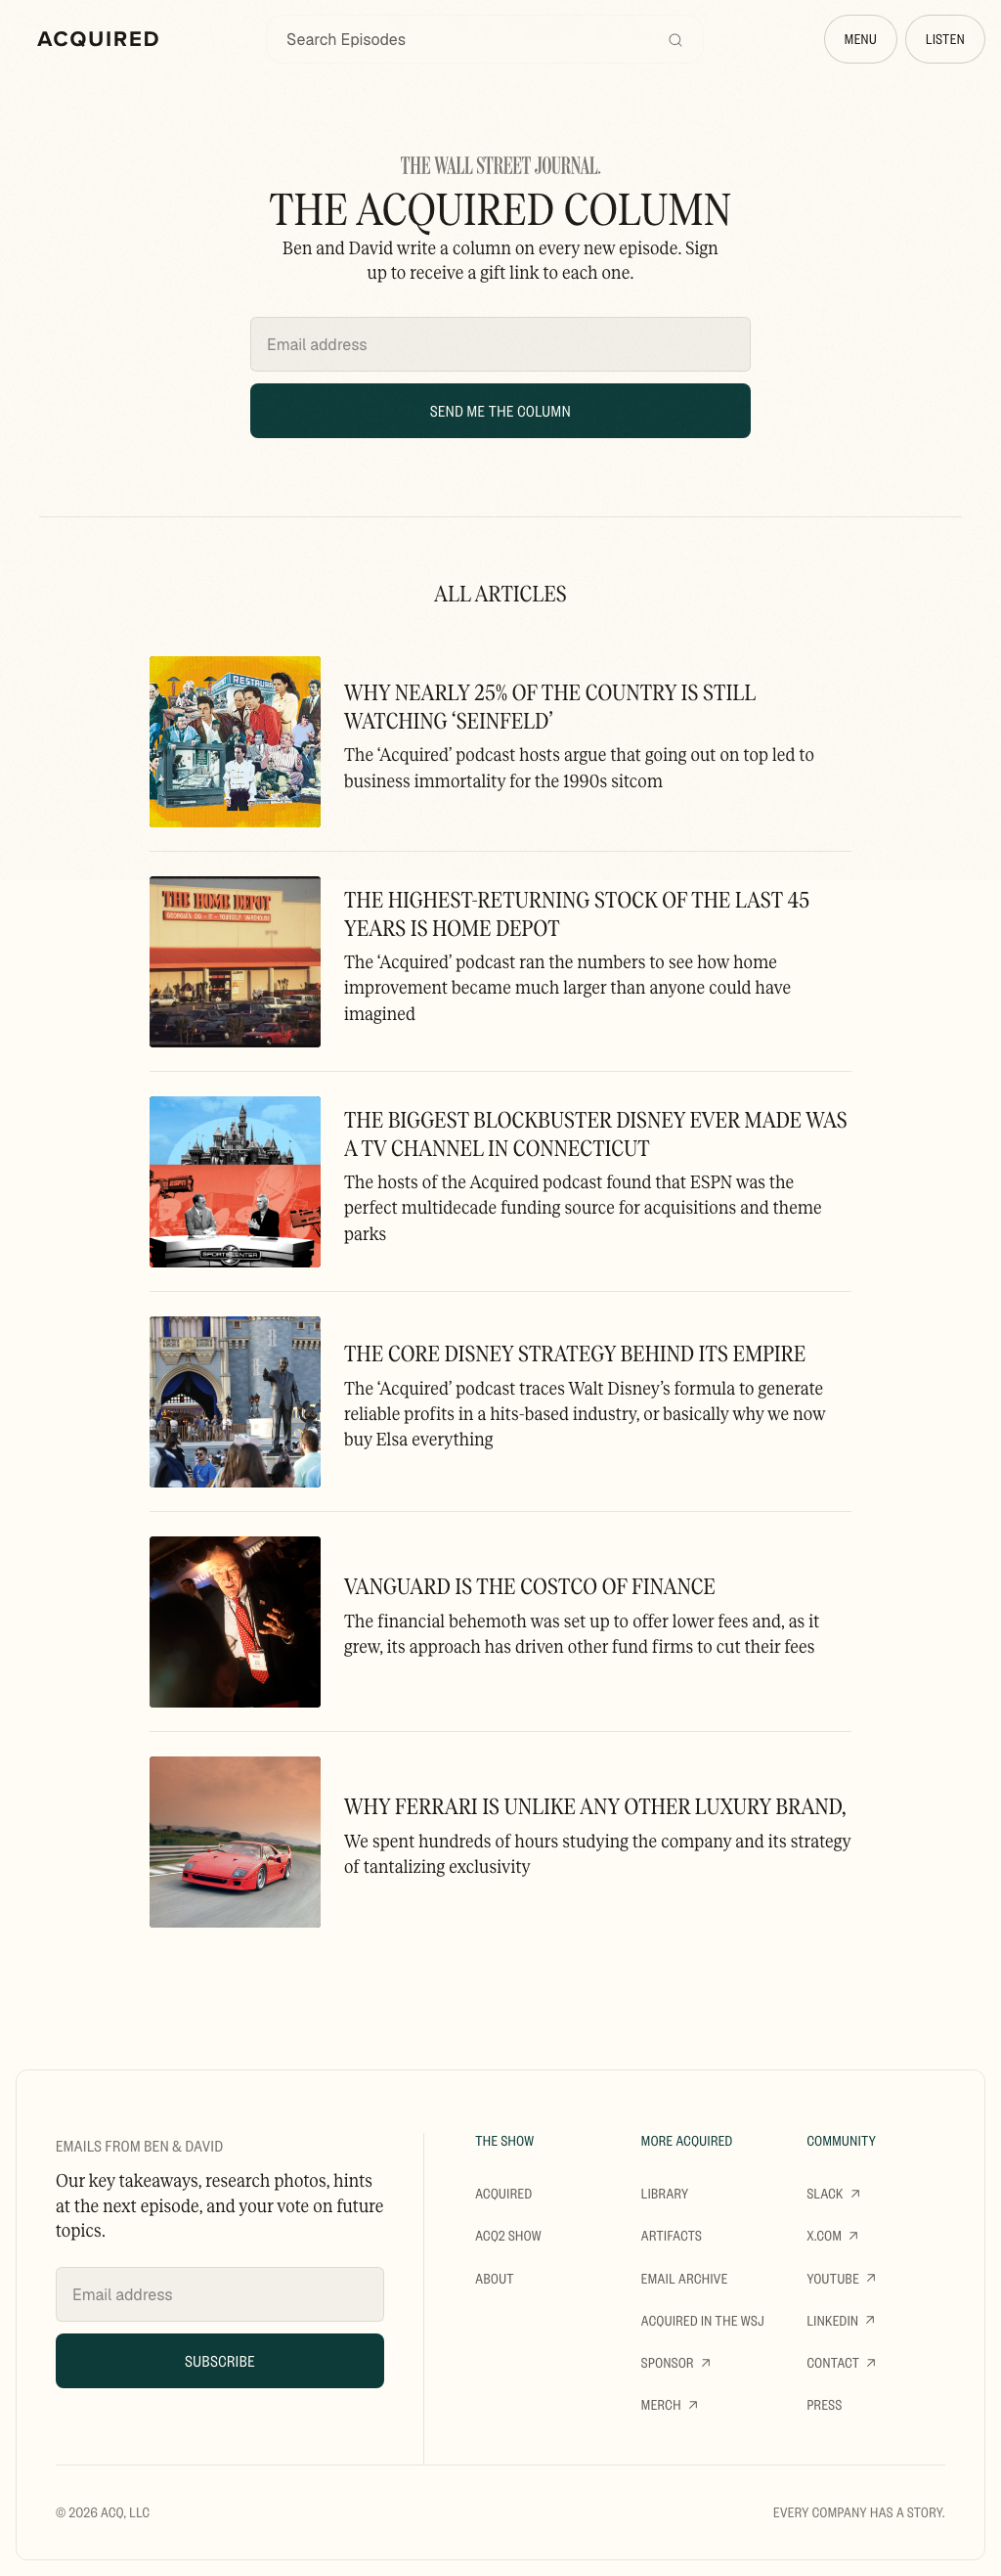 ACQUIRED
Search Episodes
MENU
LISTEN
THE WALL STREET JOURNAL.
THE ACQUIRED COLUMN
Ben and David write a column on every new episode. Sign
up to receive a gift link to each one.
Email address
SEND ME THE COLUMN
ALL ARTICLES
RESTAURANT
WHY NEARLY 25% OF THE COUNTRY IS STILL
WATCHING ‘SEINFELD’
The ‘Acquired’ podcast hosts argue that going out on top led to
business immortality for the 1990s sitcom
THE HOME DEPOT
GEORGIA'S DO-IT-YOURSELF WAREHOUSE
THE HIGHEST-RETURNING STOCK OF THE LAST 45
YEARS IS HOME DEPOT
The ‘Acquired’ podcast ran the numbers to see how home
improvement became much larger than anyone could have
imagined
SPORTSCENTER
THE BIGGEST BLOCKBUSTER DISNEY EVER MADE WAS
A TV CHANNEL IN CONNECTICUT
The hosts of the Acquired podcast found that ESPN was the
perfect multidecade funding source for acquisitions and theme
parks
THE CORE DISNEY STRATEGY BEHIND ITS EMPIRE
The ‘Acquired’ podcast traces Walt Disney’s formula to generate
reliable profits in a hits-based industry, or basically why we now
buy Elsa everything
VANGUARD IS THE COSTCO OF FINANCE
The financial behemoth was set up to offer lower fees and, as it
grew, its approach has driven other fund firms to cut their fees
WHY FERRARI IS UNLIKE ANY OTHER LUXURY BRAND,
We spent hundreds of hours studying the company and its strategy
of tantalizing exclusivity
EMAILS FROM BEN & DAVID
Our key takeaways, research photos, hints
at the next episode, and your vote on future
topics.
Email address
SUBSCRIBE
THE SHOW
ACQUIRED
ACQ2 SHOW
ABOUT
MORE ACQUIRED
LIBRARY
ARTIFACTS
EMAIL ARCHIVE
ACQUIRED IN THE WSJ
SPONSOR
MERCH
COMMUNITY
SLACK
X.COM
YOUTUBE
LINKEDIN
CONTACT
PRESS
© 2026 ACQ, LLC
EVERY COMPANY HAS A STORY.